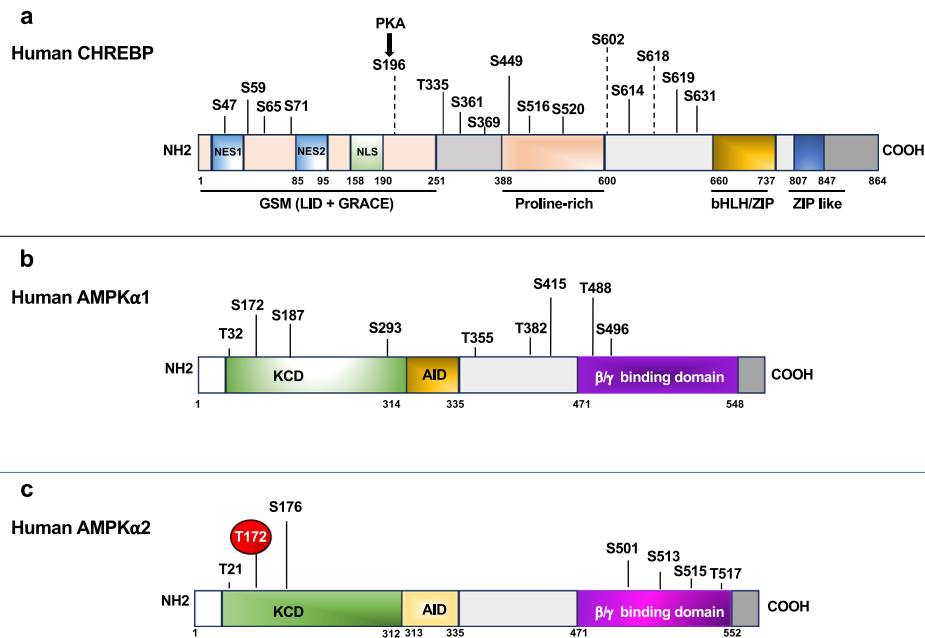 a
Human CHREBP
PKA
S196
S602
S618
S449
S59
T335
S47
S65
S71
S361
S369
S516
S520
S614
S619
S631
NH2
NES1
NES2
NLS
COOH
1
85
95
158
190
251
388
600
660
737
807
847
864
GSM (LID + GRACE)
Proline-rich
bHLH/ZIP
ZIP like
b
Human AMPKα1
S172
S187
T32
S293
T355
T382
S415
T488
S496
NH2
KCD
AID
β/γ binding domain
COOH
1
314
335
471
548
c
Human AMPKα2
S176
T172
T21
S501
S513
S515
T517
NH2
KCD
AID
β/γ binding domain
COOH
1
312
313
335
471
552